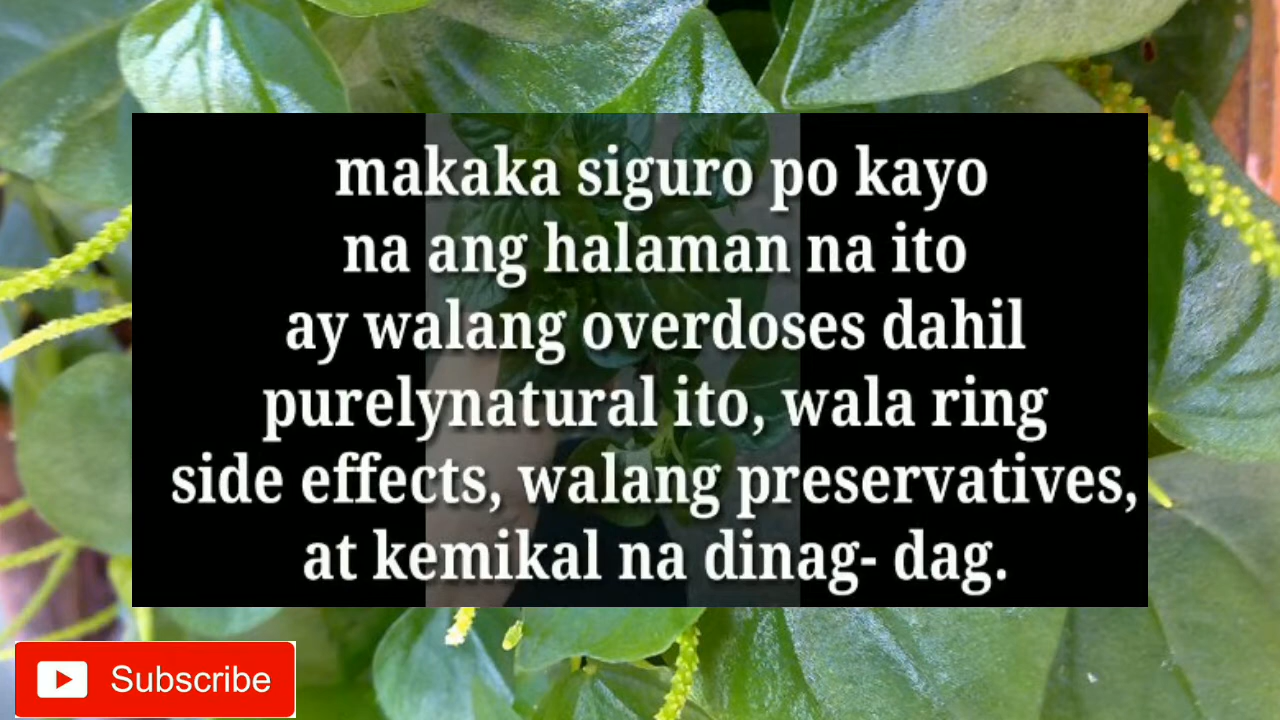 makaka siguro po kayo
na ang halaman na ito
ay walang overdoses dahil
purelynatural ito, wala ring
side effects, walang preservatives,
at kemikal na dinag- dag.
Subscribe